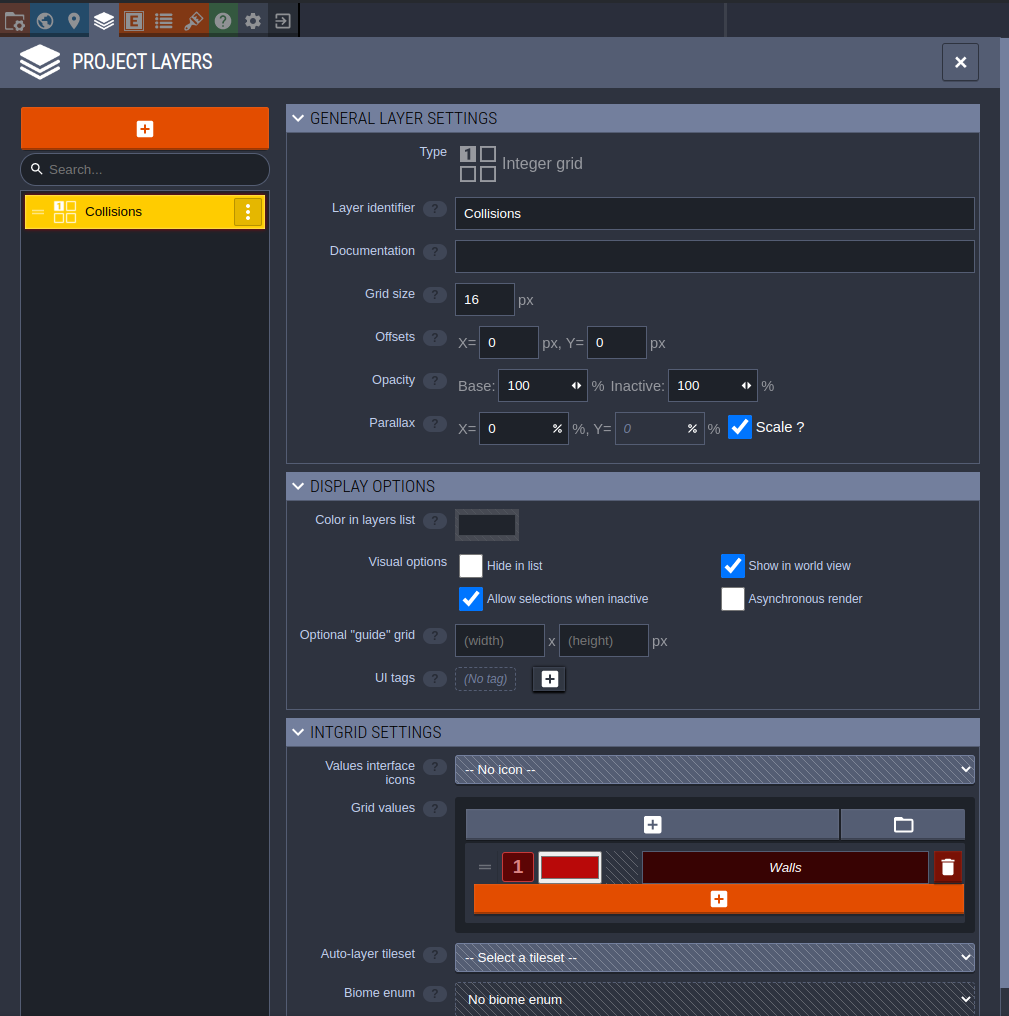 E
?
PROJECT LAYERS
Search...
1 Collisions
GENERAL LAYER SETTINGS
Type 1 Integer grid
Layer identifier ? Collisions
Documentation ?
Grid size ? 16 px
Offsets ? X= 0 px, Y= 0 px
Opacity ? Base: 100 % Inactive: 100 %
Parallax ? X= 0 % %, Y= 0 % % Scale ?
DISPLAY OPTIONS
Color in layers list ?
Visual options Hide in list Show in world view
Allow selections when inactive Asynchronous render
Optional "guide" grid ? (width) x (height) px
UI tags ? (No tag)
INTGRID SETTINGS
Values interface
icons ? -- No icon --
Grid values ?
1 Walls
Auto-layer tileset ? -- Select a tileset --
Biome enum ? No biome enum